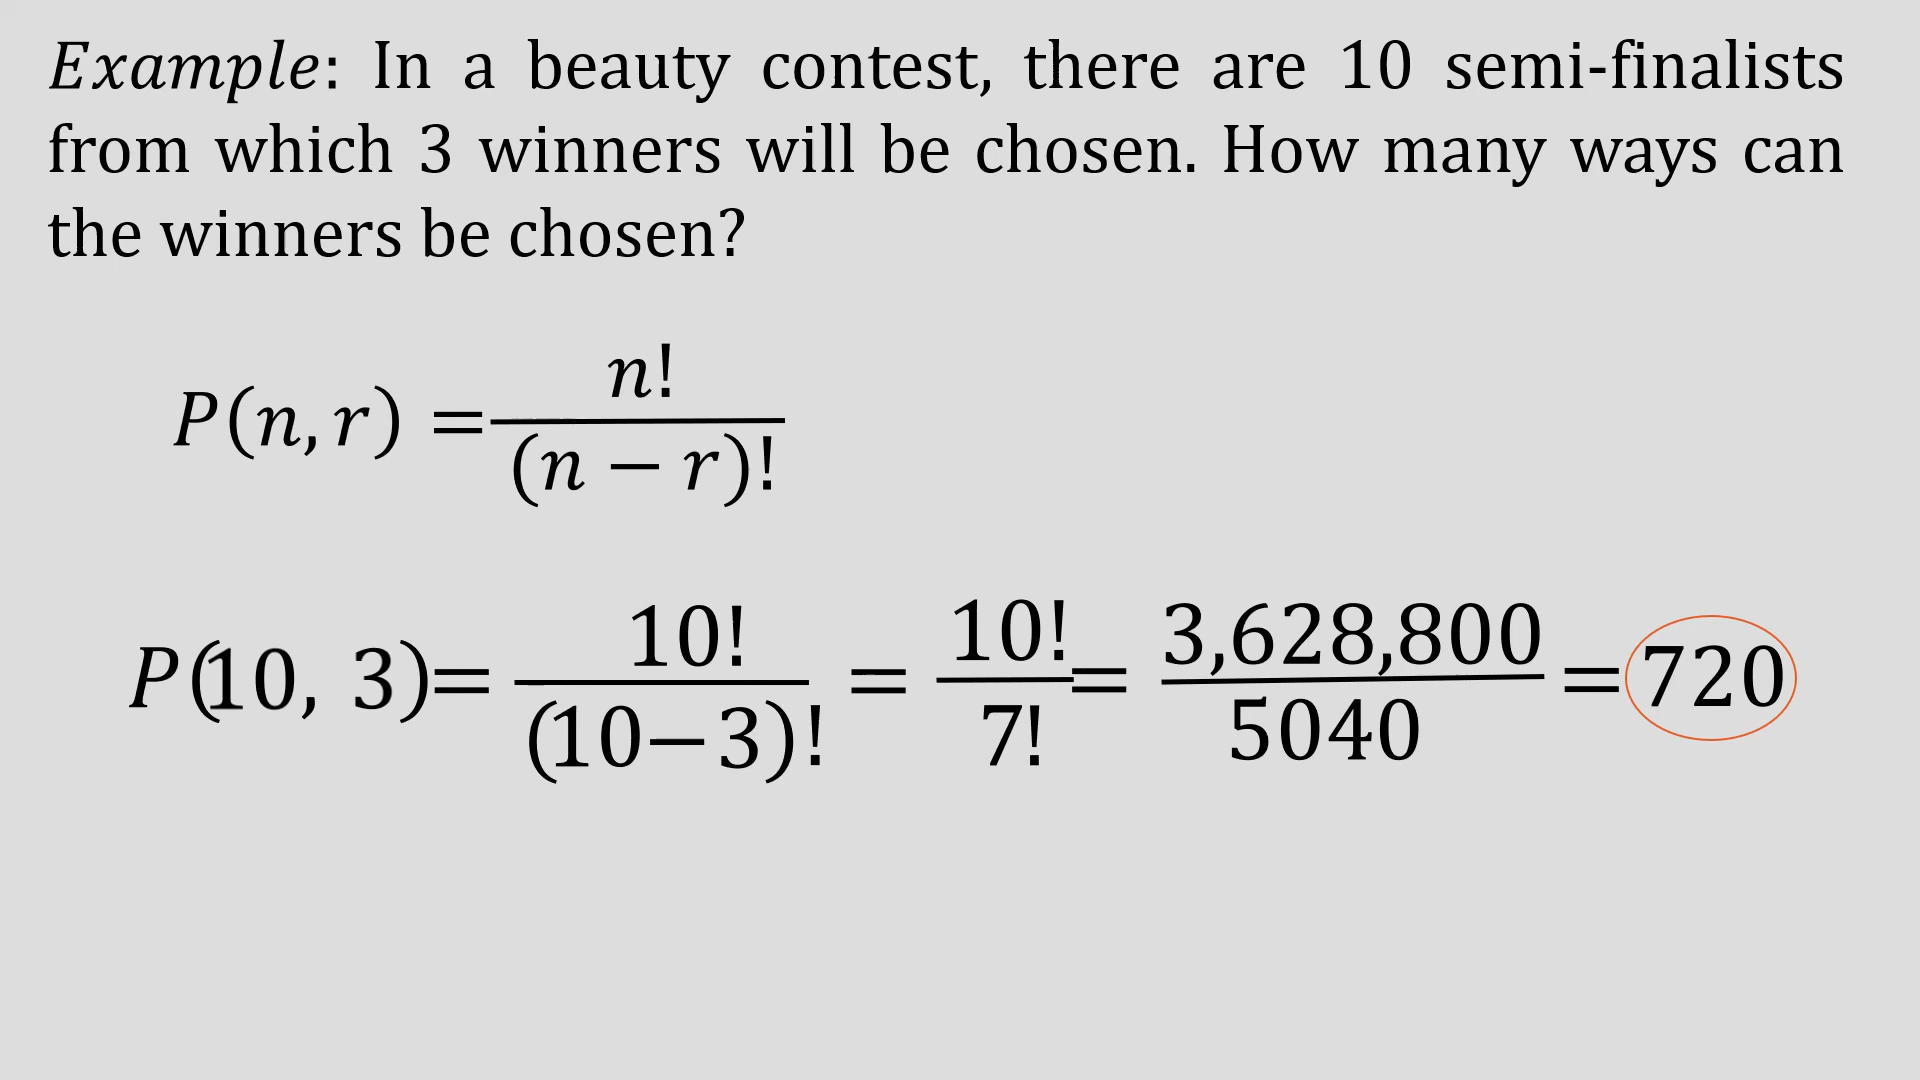 Example: In a beauty contest, there are 10 semi-finalists
from which 3 winners will be chosen. How many ways can
the winners be chosen?
P(n, r) = n! / (n − r)!
P(10, 3) = 10! / (10−3)! = 10! / 7! = 3,628,800 / 5040 = 720